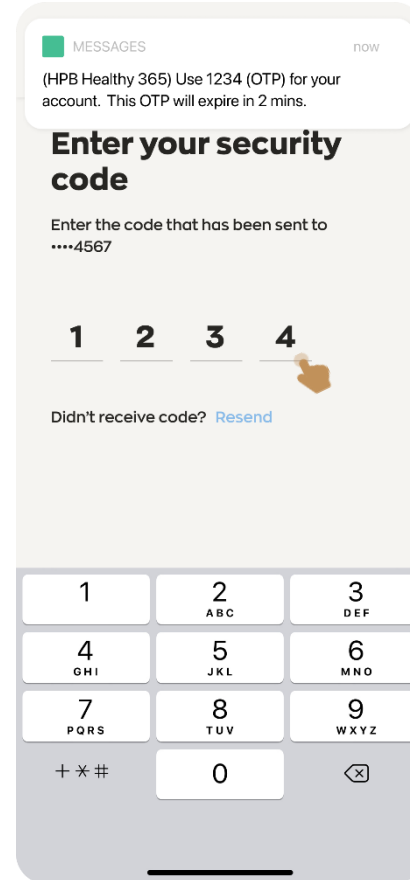 MESSAGES now
(HPB Healthy 365) Use 1234 (OTP) for your
account. This OTP will expire in 2 mins.
Enter your security
code
Enter the code that has been sent to
••••4567
1 2 3 4
Didn't receive code? Resend
1 2 3
ABC DEF
4 5 6
GHI JKL MNO
7 8 9
PQRS TUV WXYZ
+*# 0